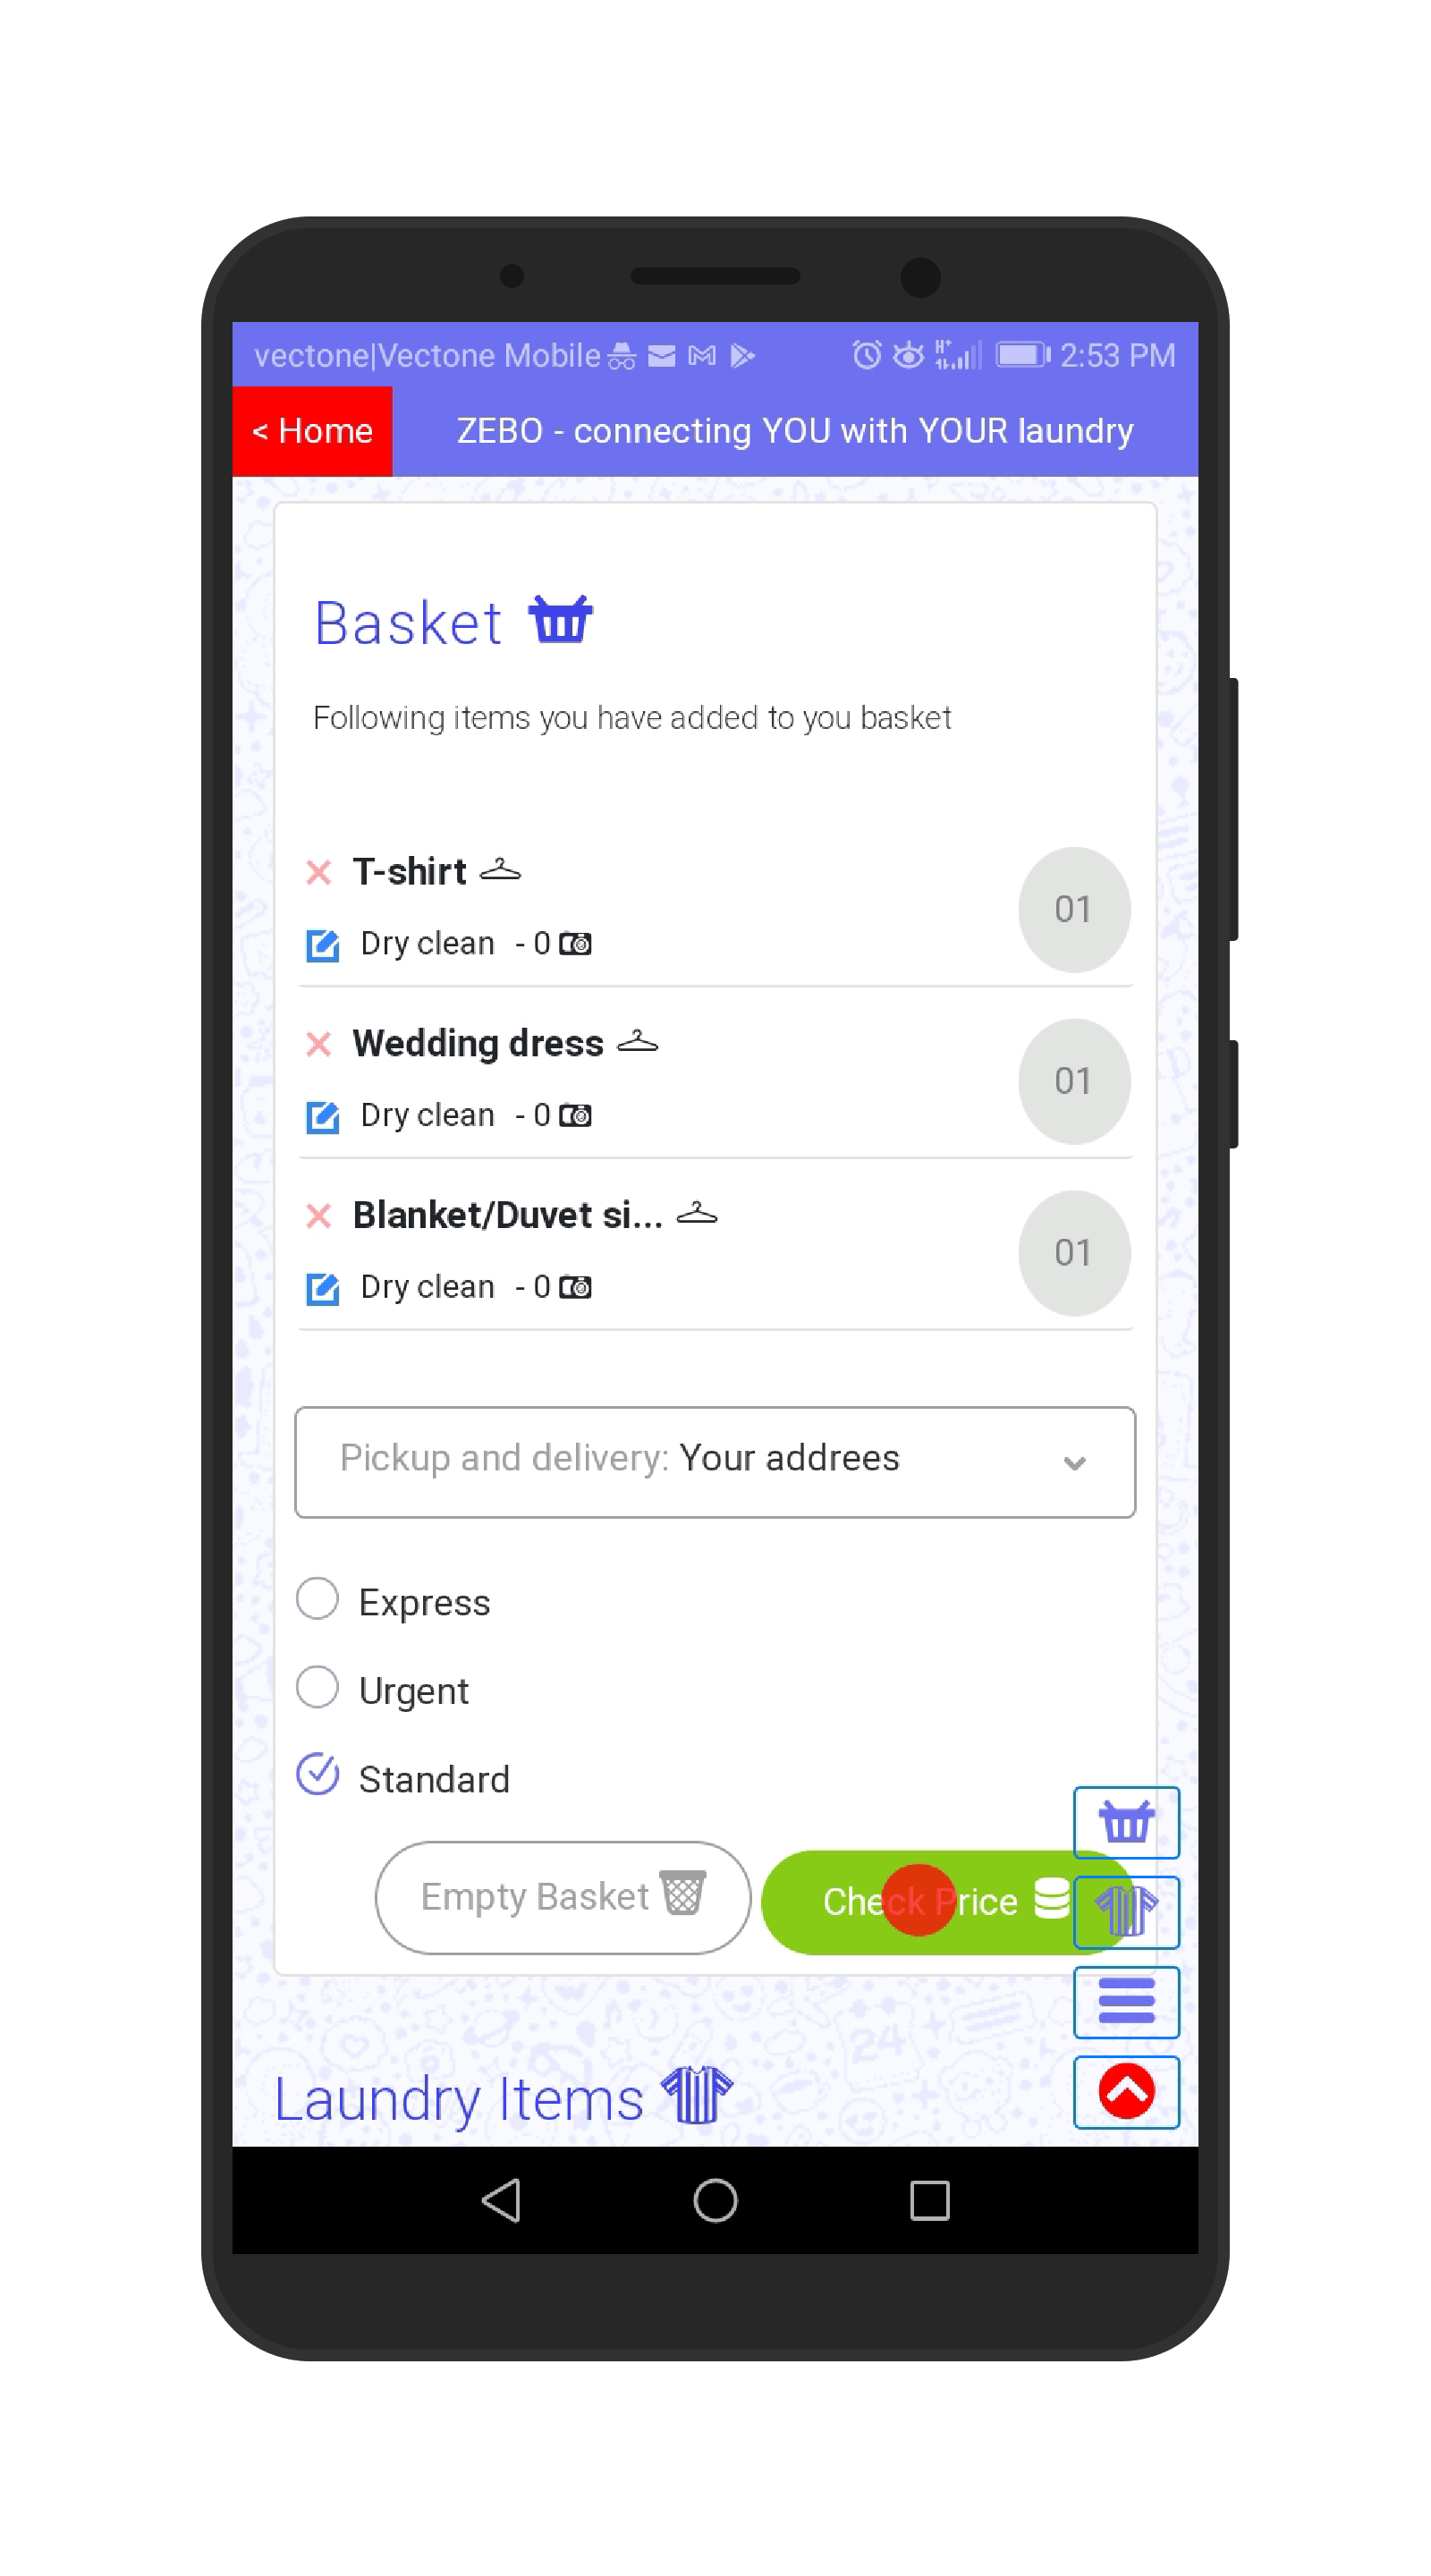 vectone|Vectone Mobile 2:53 PM
< Home ZEBO - connecting YOU with YOUR laundry
Basket
Following items you have added to you basket
T-shirt
01
Dry clean - 0
Wedding dress
01
Dry clean - 0
Blanket/Duvet si...
01
Dry clean - 0
Pickup and delivery: Your addrees
Express
Urgent
Standard
Empty Basket Check Price
Laundry Items